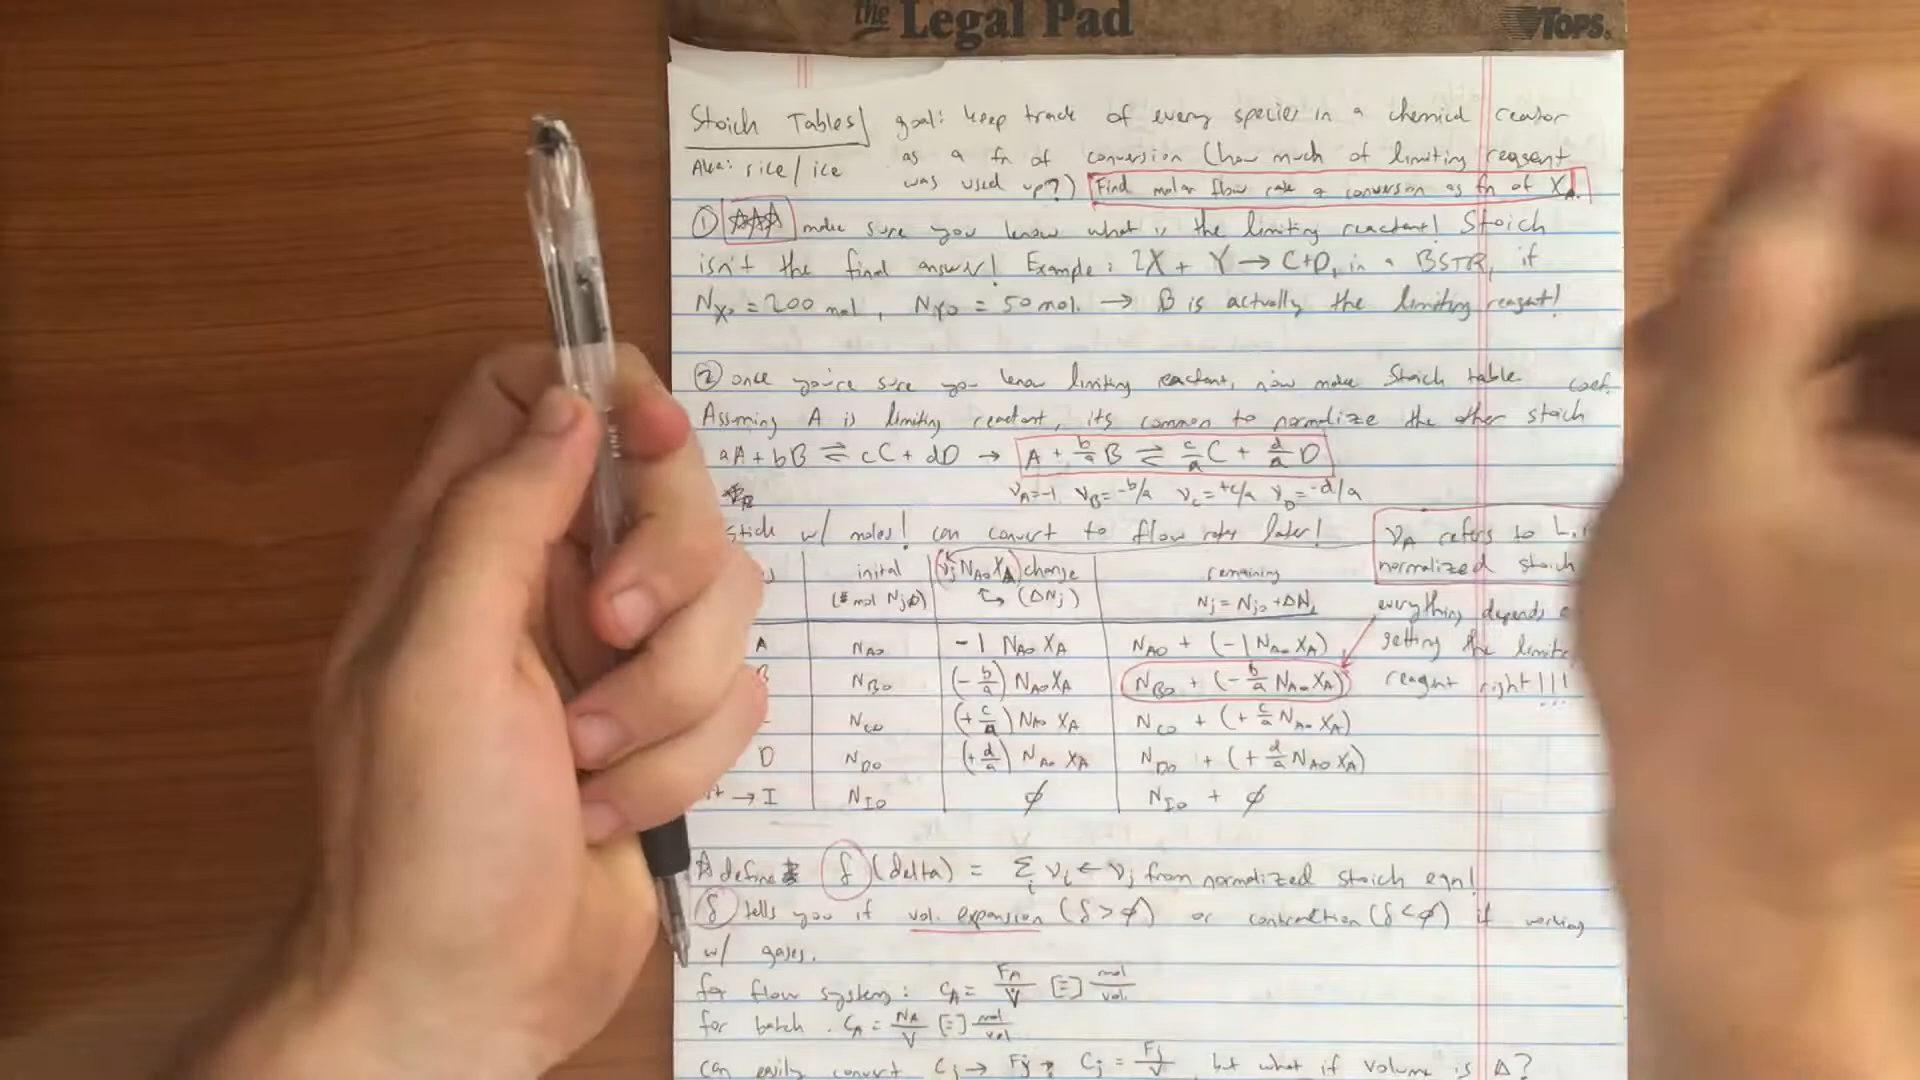 the Legal Pad TOPS
Stoich Tables goal: keep track of every species in a chemical reactor
Aka: rice/ice as a fn of conversion (how much of limiting reagent
was used up?) Find molar flow rate & conversion as fn of XA.
① make sure you know what is the limiting reactant! Stoich
isn't the final answer! Example: 2X + Y → C+D, in a BSTR, if
NX0 = 200 mol, NY0 = 50 mol. → B is actually the limiting reagent!
② once you're sure you know limiting reactant, now make Stoich table
Assuming A is limiting reactant, its common to normalize the other stoich coef.
aA + bB ⇌ cC + dD → A + b/a B ⇌ c/a C + d/a D
νA=-1 νB=-b/a νC=+c/a νD=-d/a
stick w/ moles! can convert to flow rates later! νA refers to L.
normalized stoich
inital νj NA0 XA change remaining
(# mol Nj0) (ΔNj) Nj = Nj0 + ΔNj everything depends
A NA0 -1 NA0 XA NA0 + (-1 NA0 XA) getting the
B NB0 (-b/a) NA0 XA NB0 + (-b/a NA0 XA) reagent right!!!
NC0 (+c/a) NA0 XA NC0 + (+c/a NA0 XA)
D ND0 (+d/a) NA0 XA ND0 + (+d/a NA0 XA)
→ I NI0 ϕ NI0 + ϕ
define δ (delta) = Σi νi ← νj from normalized stoich eqn!
δ tells you if vol. expansion (δ>ϕ) or contraction (δ<ϕ) if working
w/ gases.
for flow systems: CA = FA/V [=] mol/vol.
for batch. CA = NA/V [=] mol/vol
can easily convert Cj → Fj, Cj = Fj/V, but what if volume is Δ?